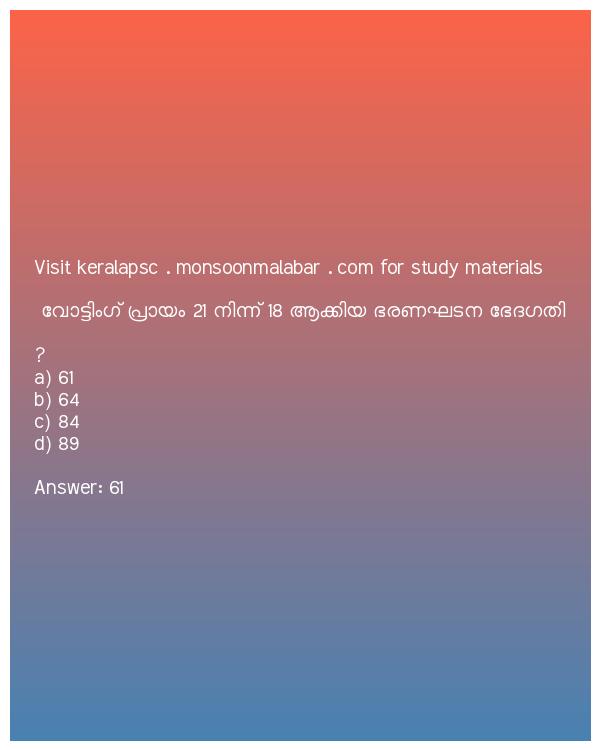 Visit keralapsc . monsoonmalabar . com for study materials
വോട്ടിംഗ് പ്രായം 21 നിന്ന് 18 ആക്കിയ ഭരണഘടന ഭേദഗതി
?
a) 61
b) 64
c) 84
d) 89
Answer: 61